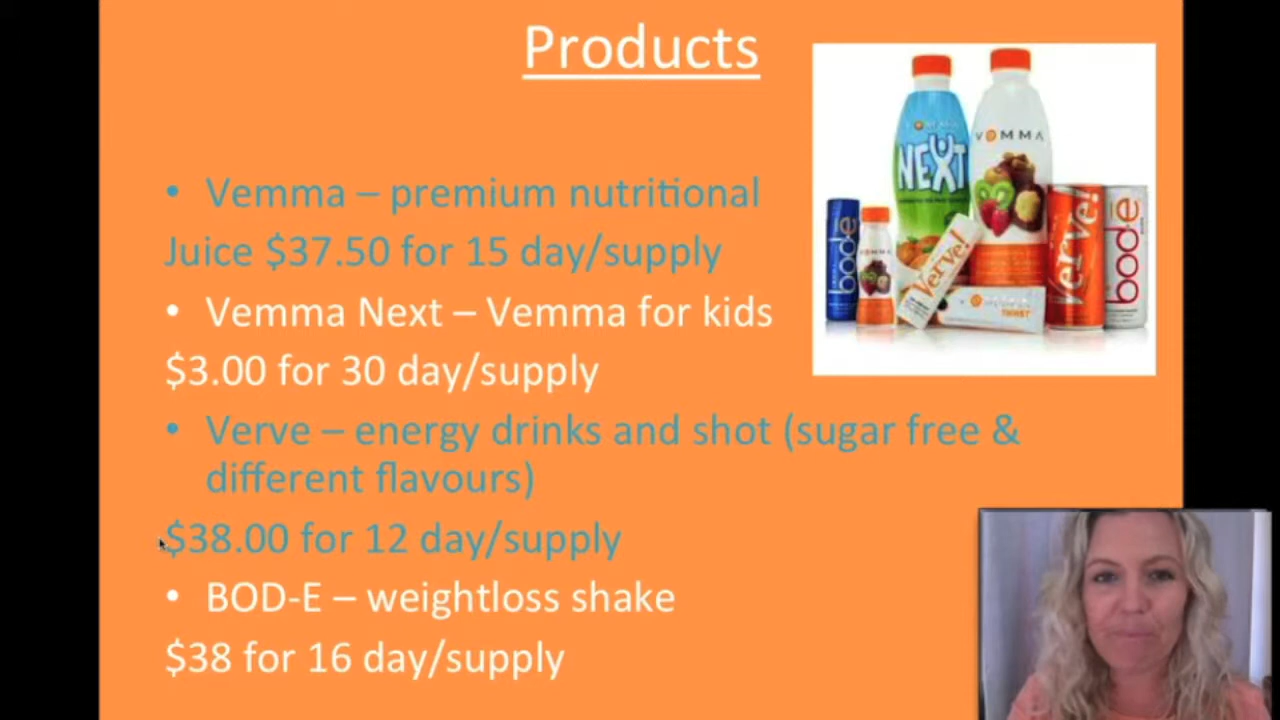 Products
• Vemma – premium nutritional
Juice $37.50 for 15 day/supply
• Vemma Next – Vemma for kids
$3.00 for 30 day/supply
• Verve – energy drinks and shot (sugar free &
different flavours)
$38.00 for 12 day/supply
• BOD-E – weightloss shake
$38 for 16 day/supply
NEXT
VEMMA
bode
VEMMA
Verve!
Verve!
bode